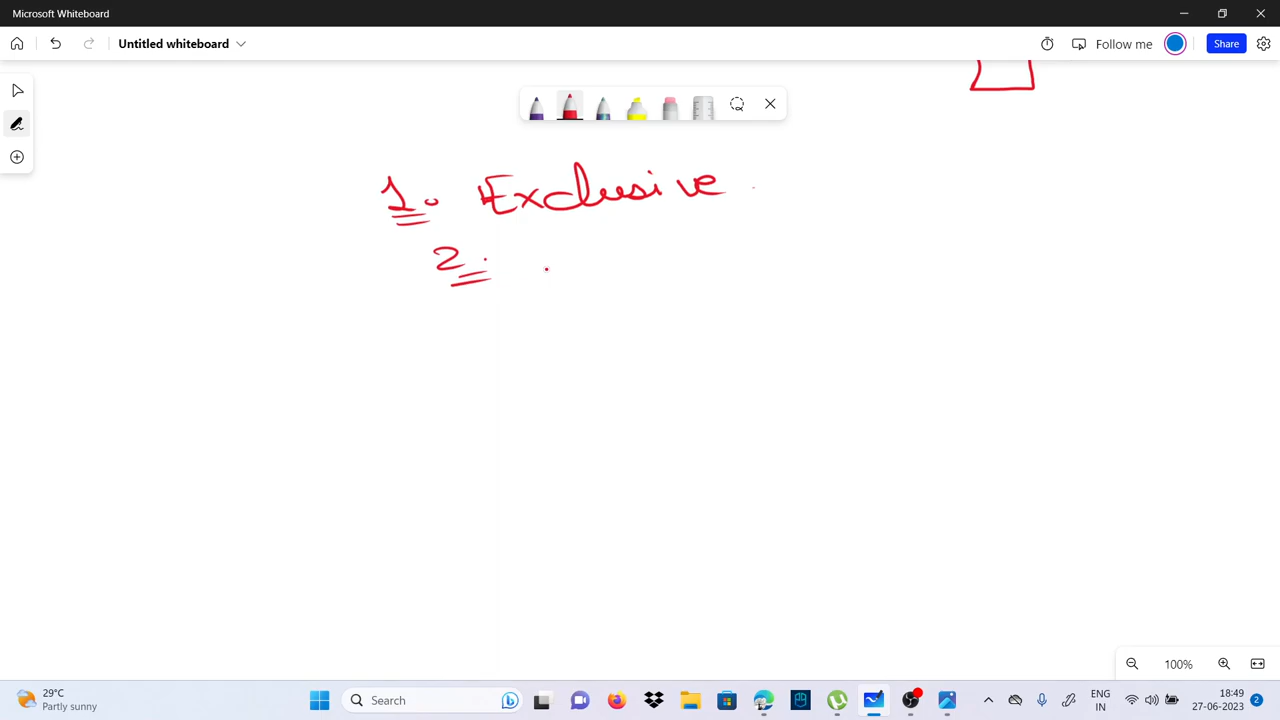 Microsoft Whiteboard
Untitled whiteboard
Follow me
Share
1. Exclusive
2.
100%
29°C
Partly sunny
Search
ENG
IN
18:49
27-06-2023
2